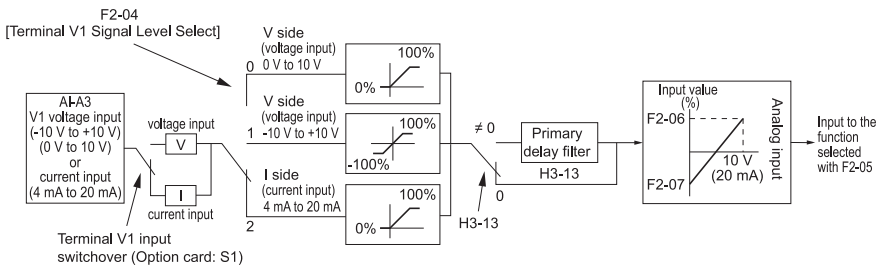 F2-04
[Terminal V1 Signal Level Select]
AI-A3
V1 voltage input
(-10 V to +10 V)
(0 V to 10 V)
or
current input
(4 mA to 20 mA)
voltage input
V
I
current input
Terminal V1 input
switchover (Option card: S1)
0
V side
(voltage input)
0 V to 10 V
100%
0%
1
V side
(voltage input)
-10 V to +10 V
100%
-100%
2
I side
(current input)
4 mA to 20 mA
100%
0%
≠ 0
0
H3-13
Primary
delay filter
H3-13
Input value
(%)
F2-06
F2-07
10 V
(20 mA)
Analog input
Input to the
function
selected
with F2-05